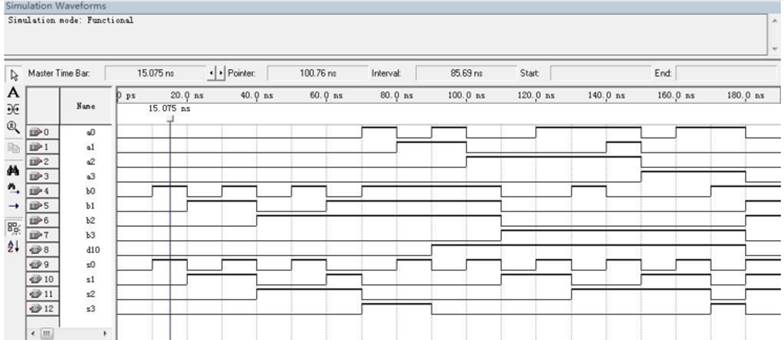 Simulation Waveforms
Simulation mode: Functional
Master Time Bar: 15.075 ns Pointer: 100.76 ns Interval: 85.69 ns Start: End:
Name 0 ps 20.0 ns 40.0 ns 60.0 ns 80.0 ns 100.0 ns 120.0 ns 140.0 ns 160.0 ns 180.0 ns
15.075 ns
0 a0
1 a1
2 a2
3 a3
4 b0
5 b1
6 b2
7 b3
8 d10
9 s0
10 s1
11 s2
12 s3